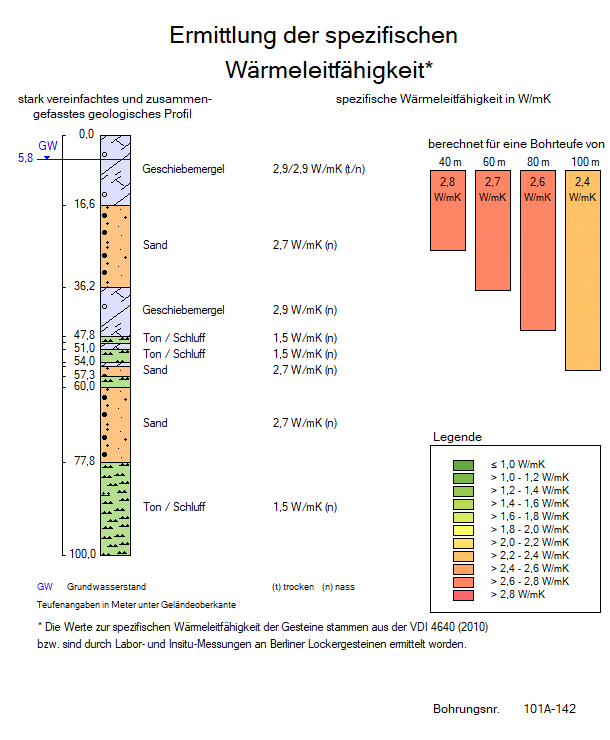 Ermittlung der spezifischen
Wärmeleitfähigkeit*
stark vereinfachtes und zusammen-
gefasstes geologisches Profil
spezifische Wärmeleitfähigkeit in W/mK
berechnet für eine Bohrteufe von
40 m 60 m 80 m 100 m
2,8 2,7 2,6 2,4
W/mK W/mK W/mK W/mK
0,0
GW
5,8
Geschiebemergel 2,9/2,9 W/mK (t/n)
16,6
Sand 2,7 W/mK (n)
36,2
Geschiebemergel 2,9 W/mK (n)
47,8
Ton / Schluff 1,5 W/mK (n)
51,0
Ton / Schluff 1,5 W/mK (n)
54,0
Sand 2,7 W/mK (n)
57,3
60,0
Sand 2,7 W/mK (n)
77,8
Ton / Schluff 1,5 W/mK (n)
100,0
Legende
≤ 1,0 W/mK
> 1,0 - 1,2 W/mK
> 1,2 - 1,4 W/mK
> 1,4 - 1,6 W/mK
> 1,6 - 1,8 W/mK
> 1,8 - 2,0 W/mK
> 2,0 - 2,2 W/mK
> 2,2 - 2,4 W/mK
> 2,4 - 2,6 W/mK
> 2,6 - 2,8 W/mK
> 2,8 W/mK
GW Grundwasserstand (t) trocken (n) nass
Teufenangaben in Meter unter Geländeoberkante
* Die Werte zur spezifischen Wärmeleitfähigkeit der Gesteine stammen aus der VDI 4640 (2010)
bzw. sind durch Labor- und Insitu-Messungen an Berliner Lockergesteinen ermittelt worden.
Bohrungsnr. 101A-142